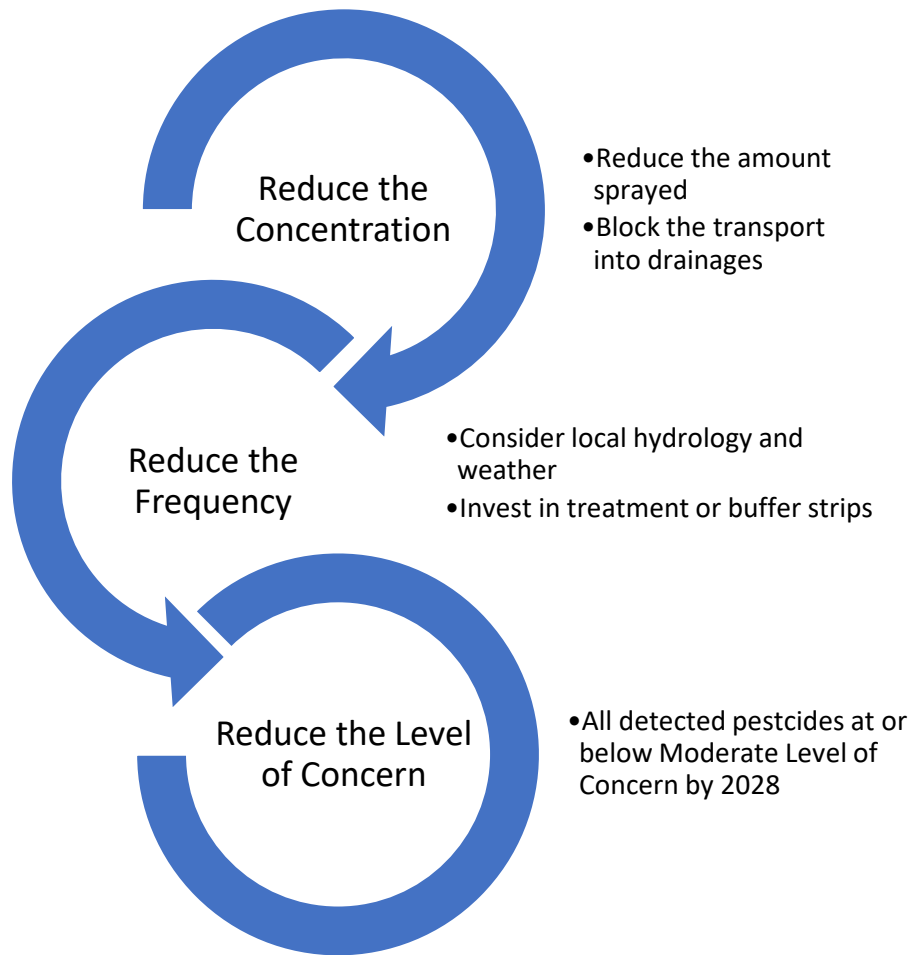 Reduce the
Concentration
•Reduce the amount
sprayed
•Block the transport
into drainages
Reduce the
Frequency
•Consider local hydrology and
weather
•Invest in treatment or buffer strips
Reduce the Level
of Concern
•All detected pestcides at or
below Moderate Level of
Concern by 2028